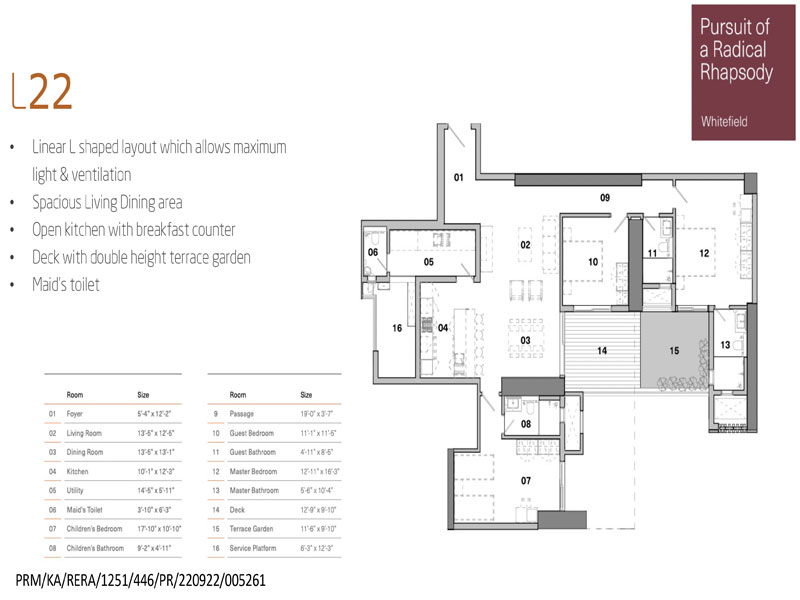 Pursuit of
a Radical
Rhapsody
Whitefield
L22
• Linear L shaped layout which allows maximum
light & ventilation
• Spacious Living Dining area
• Open kitchen with breakfast counter
• Deck with double height terrace garden
• Maid's toilet
01
09
02
06
05
10
11
12
16
04
03
14
15
13
08
07
Room Size
01 Foyer 5'-4" x 12'-2"
02 Living Room 13'-5" x 12'-5"
03 Dining Room 13'-5" x 13'-1"
04 Kitchen 10'-1" x 12'-3"
05 Utility 14'-5" x 5'-11"
06 Maid's Toilet 3'-10" x 6'-3"
07 Children's Bedroom 17'-10" x 10'-10"
08 Children's Bathroom 9'-2" x 4'-11"
Room Size
9 Passage 19'-0" x 3'-7"
10 Guest Bedroom 11'-1" x 11'-5"
11 Guest Bathroom 4'-11" x 8'-5"
12 Master Bedroom 12'-11" x 16'-3"
13 Master Bathroom 5'-6" x 10'-4"
14 Deck 12'-9" x 9'-10"
15 Terrace Garden 11'-6" x 9'-10"
16 Service Platform 6'-3" x 12'-3"
PRM/KA/RERA/1251/446/PR/220922/005261